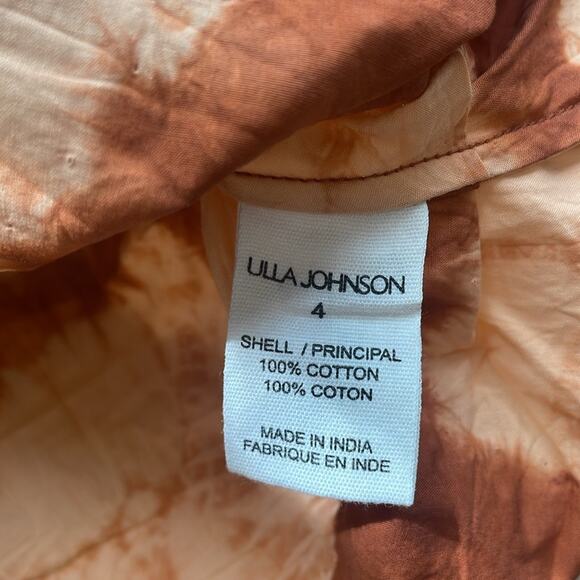 ULLA JOHNSON
4
SHELL / PRINCIPAL
100% COTTON
100% COTON
MADE IN INDIA
FABRIQUE EN INDE